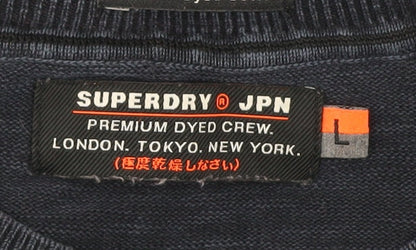 SUPERDRY® JPN
PREMIUM DYED CREW.
LONDON. TOKYO. NEW YORK.
(極度乾燥しなさい)
L